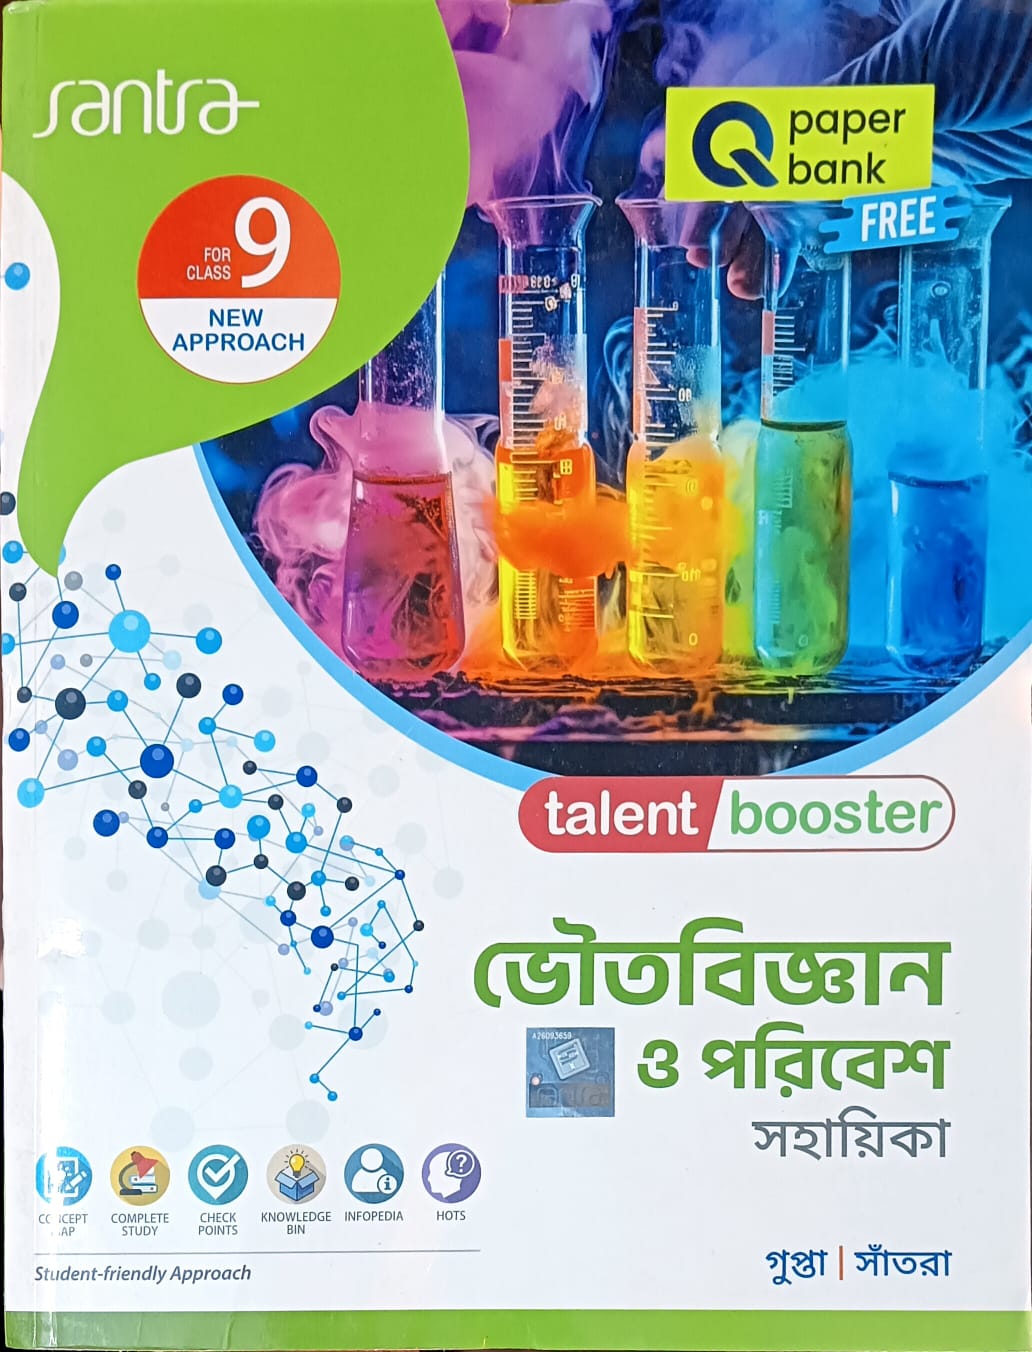 santra
FOR
CLASS
9
NEW
APPROACH
Q paper
bank
FREE
talent booster
ভৌতবিজ্ঞান
ও পরিবেশ
সহায়িকা
A26093659
COMPLETE
STUDY
CHECK
POINTS
KNOWLEDGE
BIN
INFOPEDIA
HOTS
Student-friendly Approach
গুপ্তা | সাঁতরা